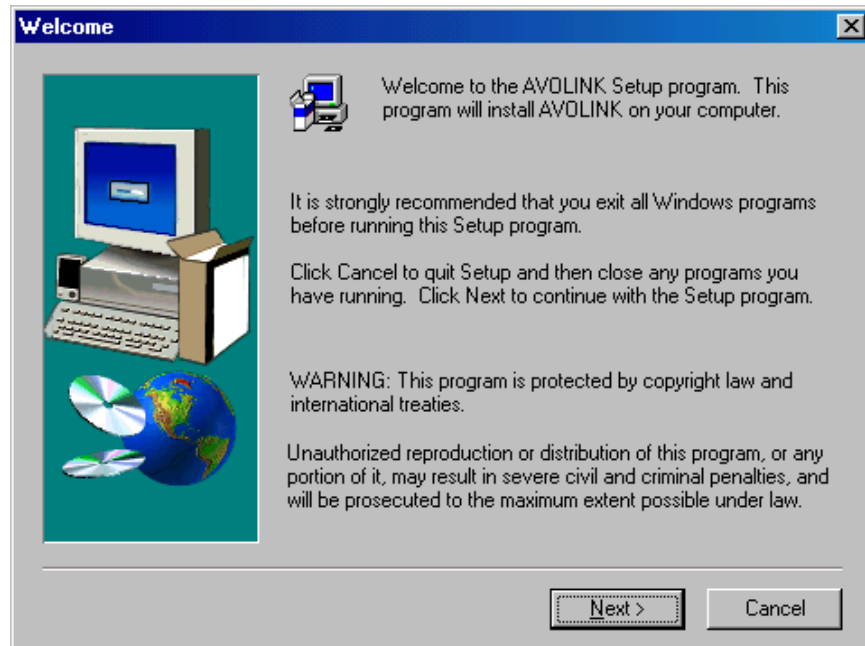 Welcome
Welcome to the AVOLINK Setup program.  This
program will install AVOLINK on your computer.
It is strongly recommended that you exit all Windows programs
before running this Setup program.
Click Cancel to quit Setup and then close any programs you
have running.  Click Next to continue with the Setup program.
WARNING: This program is protected by copyright law and
international treaties.
Unauthorized reproduction or distribution of this program, or any
portion of it, may result in severe civil and criminal penalties, and
will be prosecuted to the maximum extent possible under law.
Next >
Cancel